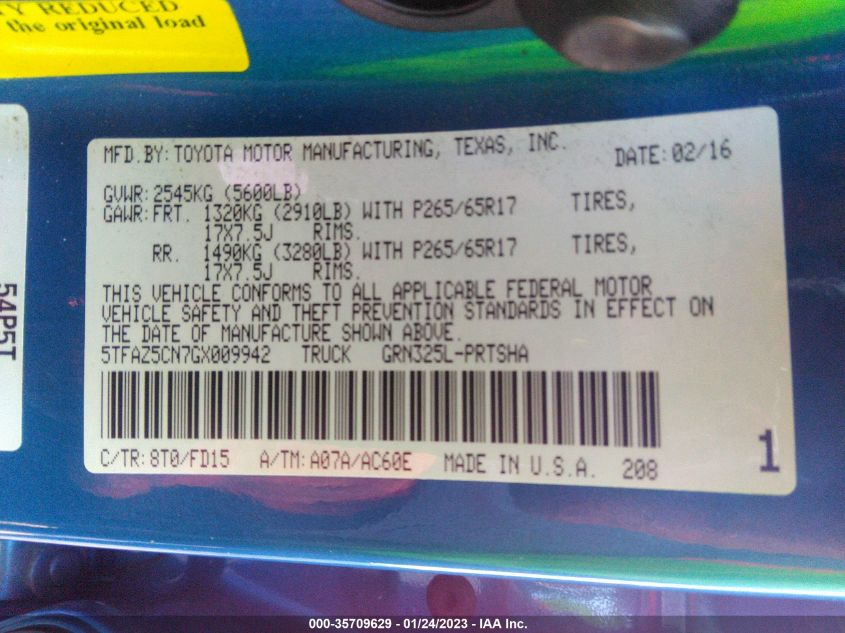 TY REDUCED
the original load
54P5T
MFD.BY: TOYOTA MOTOR MANUFACTURING, TEXAS, INC. DATE: 02/16
GVWR: 2545KG (5600LB)
GAWR: FRT. 1320KG (2910LB) WITH P265/65R17 TIRES,
17X7.5J RIMS.
RR. 1490KG (3280LB) WITH P265/65R17 TIRES,
17X7.5J RIMS.
THIS VEHICLE CONFORMS TO ALL APPLICABLE FEDERAL MOTOR
VEHICLE SAFETY AND THEFT PREVENTION STANDARDS IN EFFECT ON
THE DATE OF MANUFACTURE SHOWN ABOVE.
5TFAZ5CN7GX009942 TRUCK GRN325L-PRTSHA
C/TR: 8T0/FD15 A/TM: A07A/AC60E MADE IN U.S.A. 208 1
000-35709629 - 01/24/2023 - IAA Inc.